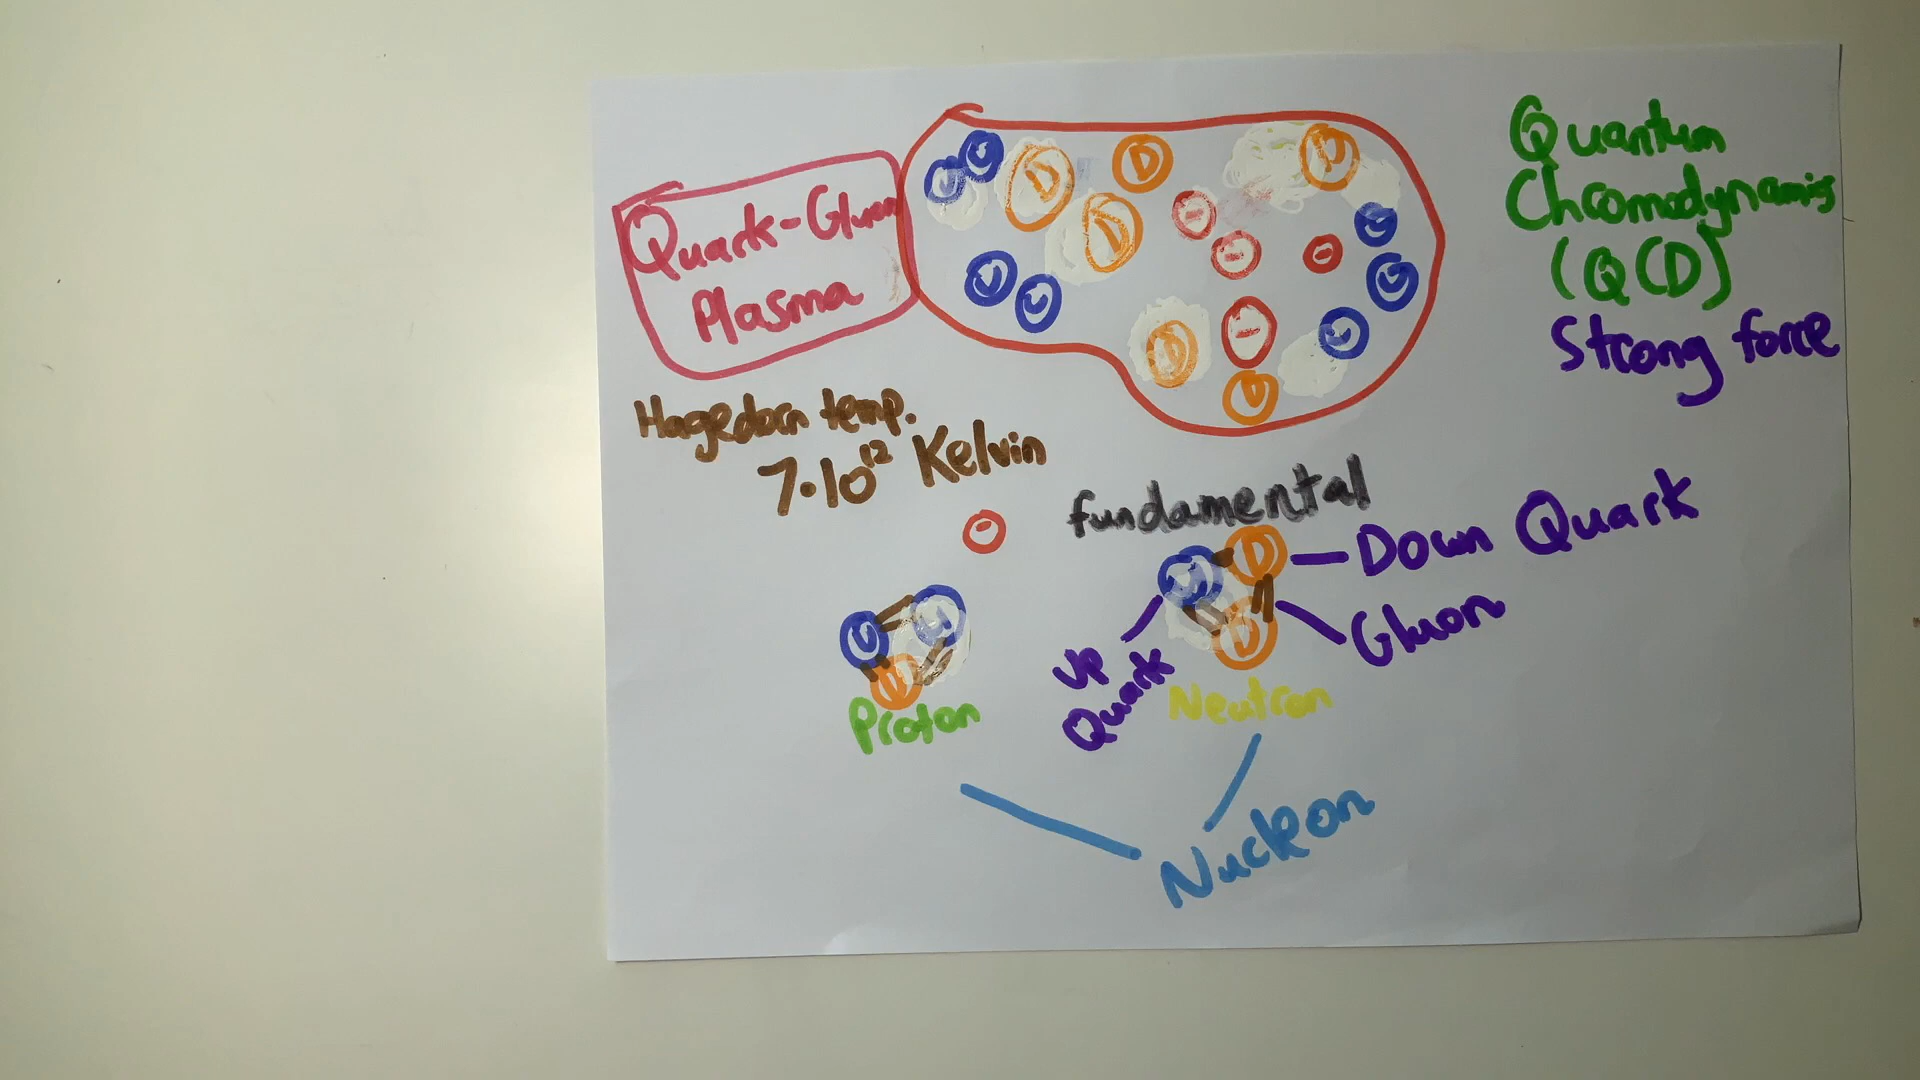 Quark-Gluon
Plasma
U
U
D
D
D
D
U
U
-
-
-
U
U
U
D
-
D
Quantum
Chromodynamics
(QCD)
Strong force
Hagedorn temp.
7·10¹² Kelvin
-
fundamental
U
U
D
Proton
U
D
D
Down Quark
Gluon
Up
Quark
Neutron
Nukleon